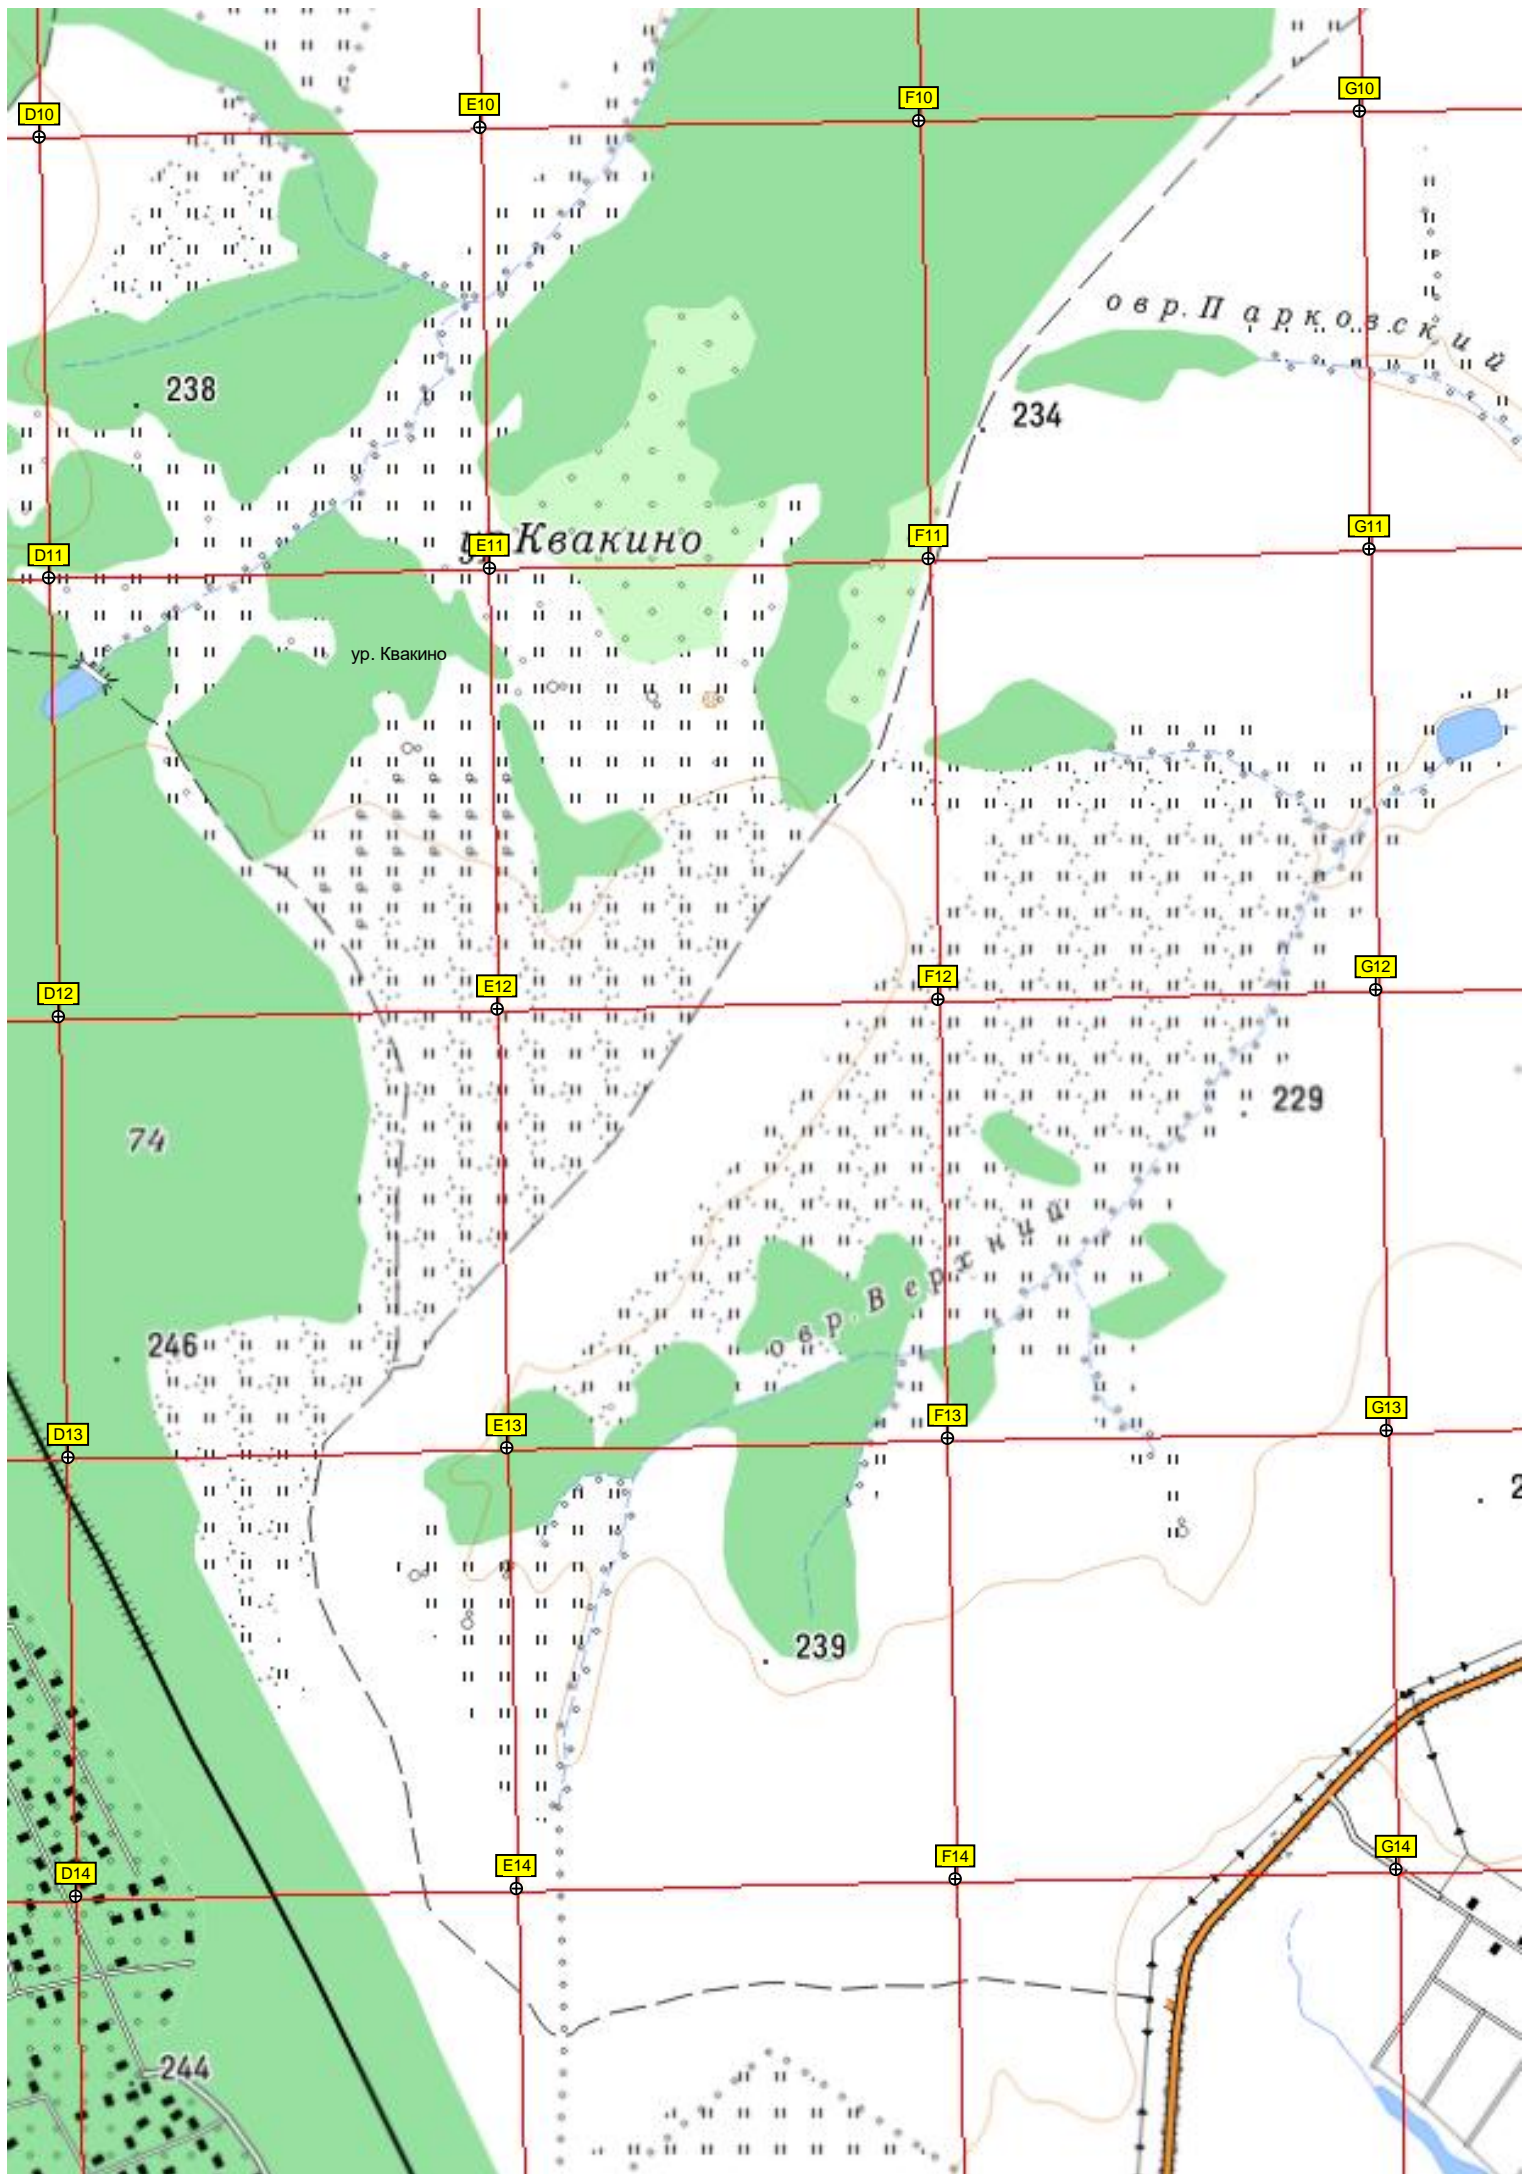 D10
E10
F10
G10
овр. Парковский
238
234
ур. Квакино
D11
E11
F11
G11
ур. Квакино
D12
E12
F12
G12
229
74
овр. Верхний
246
D13
E13
F13
G13
2
239
D14
E14
F14
G14
244